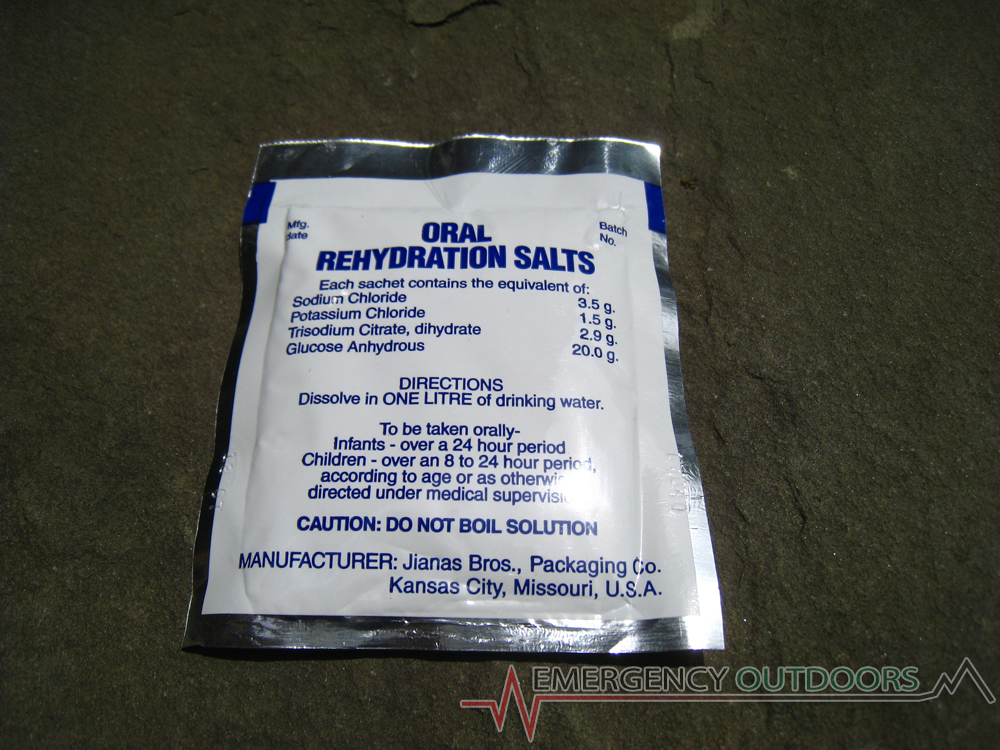 Mfg.
date
Batch
No.
ORAL
REHYDRATION SALTS
Each sachet contains the equivalent of:
Sodium Chloride 3.5 g.
Potassium Chloride 1.5 g.
Trisodium Citrate, dihydrate 2.9 g.
Glucose Anhydrous 20.0 g.
DIRECTIONS
Dissolve in ONE LITRE of drinking water.
To be taken orally-
Infants - over a 24 hour period
Children - over an 8 to 24 hour period,
according to age or as otherwise
directed under medical supervision.
CAUTION: DO NOT BOIL SOLUTION
MANUFACTURER: Jianas Bros., Packaging Co.
Kansas City, Missouri, U.S.A.
EMERGENCY OUTDOORS